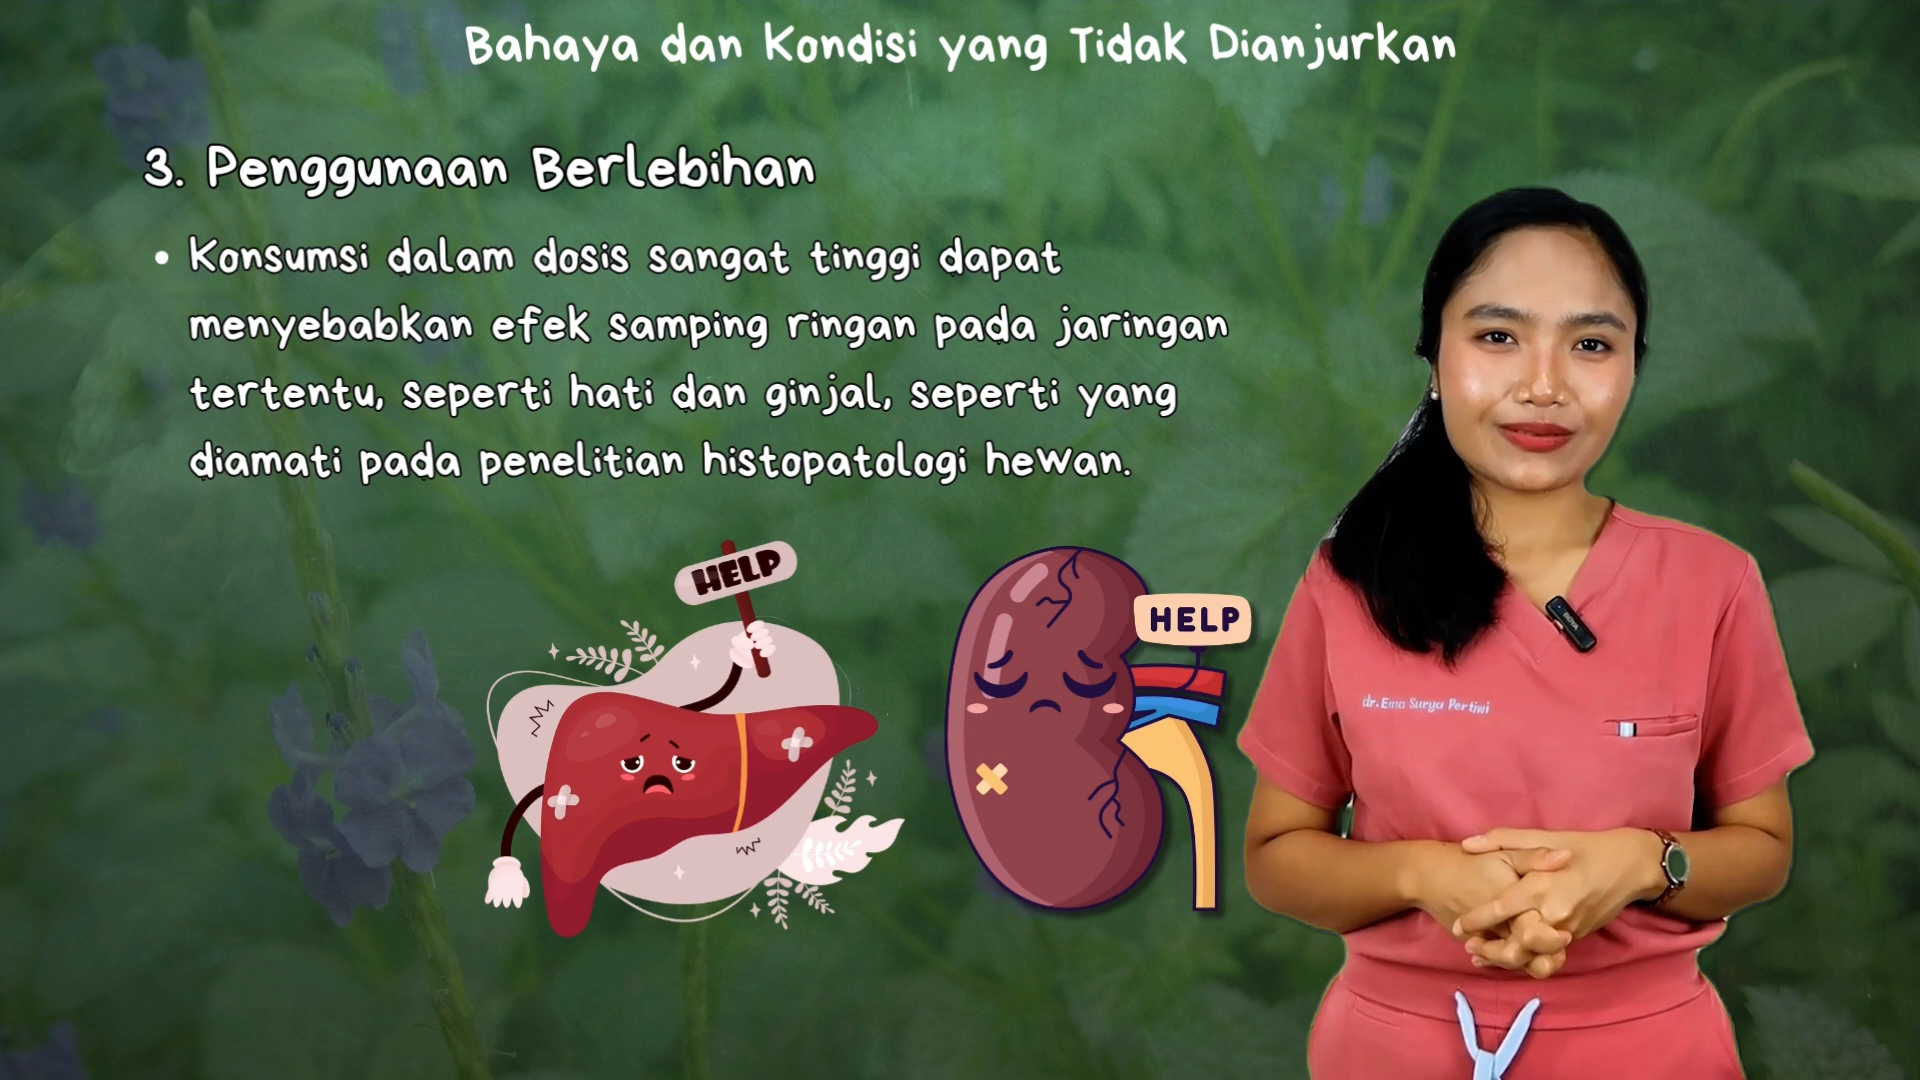 Bahaya dan Kondisi yang Tidak Dianjurkan
3. Penggunaan Berlebihan
• Konsumsi dalam dosis sangat tinggi dapat
menyebabkan efek samping ringan pada jaringan
tertentu, seperti hati dan ginjal, seperti yang
diamati pada penelitian histopatologi hewan.
HELP
HELP
BOYA
dr.Ema Surya Pertiwi